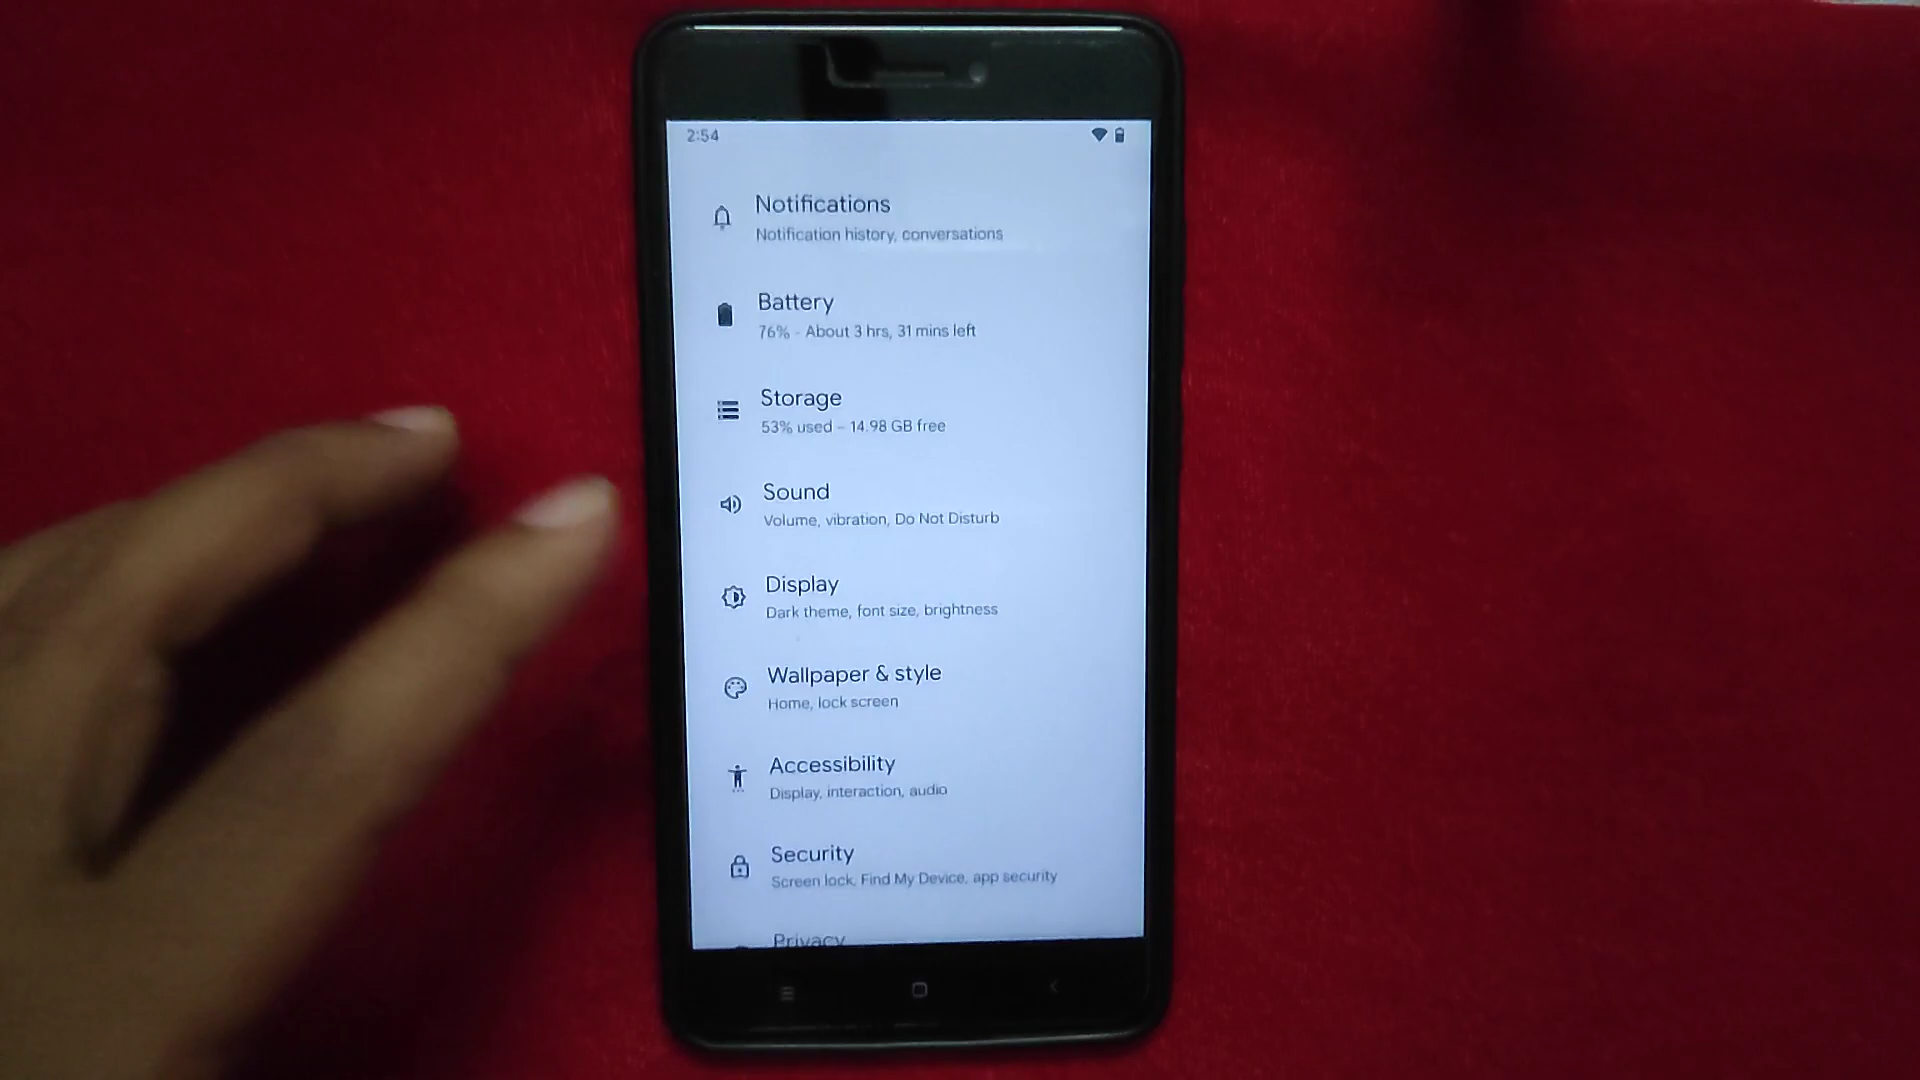 2:54
Notifications
Notification history, conversations
Battery
76% - About 3 hrs, 31 mins left
Storage
53% used – 14.98 GB free
Sound
Volume, vibration, Do Not Disturb
Display
Dark theme, font size, brightness
Wallpaper & style
Home, lock screen
Accessibility
Display, interaction, audio
Security
Screen lock, Find My Device, app security
Privacy